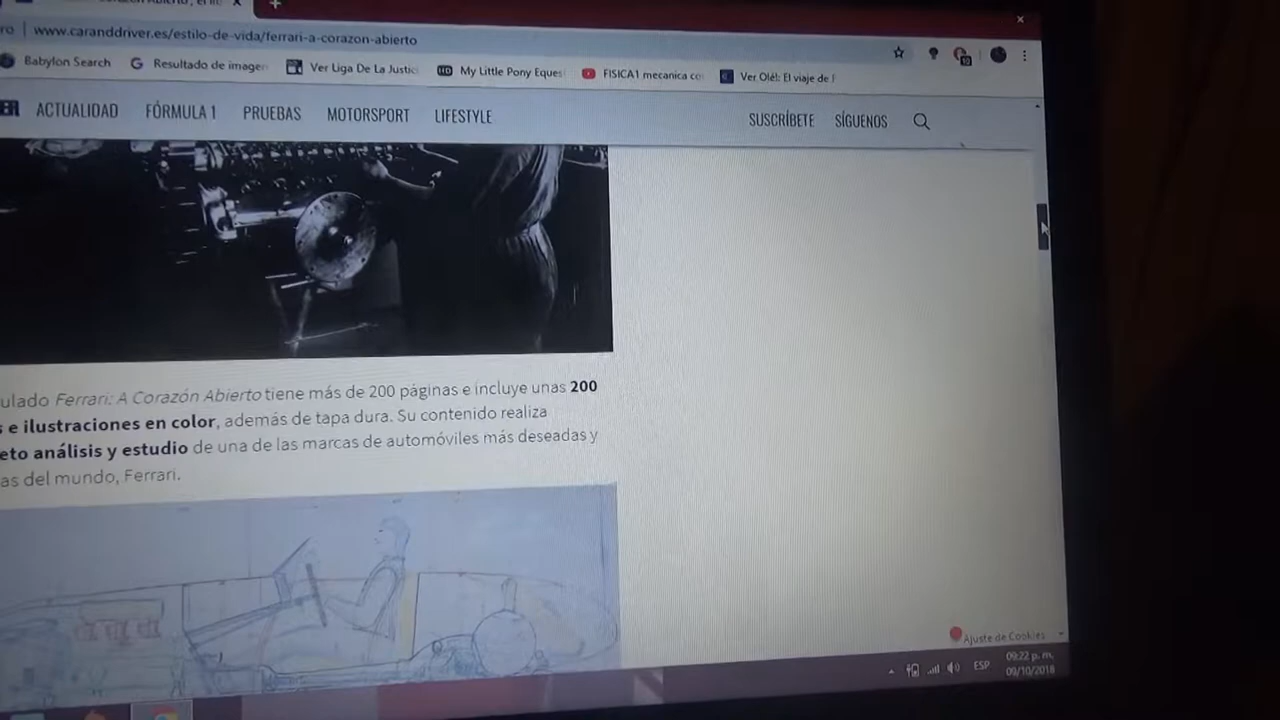 www.caranddriver.es/estilo-de-vida/ferrari-a-corazon-abierto
Babylon Search
Resultado de imagen
Ver Liga De La Justic
HD
My Little Pony Eques
FISICA1 mecanica co
Ver Olé!: El viaje de F
ACTUALIDAD
FÓRMULA 1
PRUEBAS
MOTORSPORT
LIFESTYLE
SUSCRÍBETE
SÍGUENOS
ulado Ferrari: A Corazón Abierto tiene más de 200 páginas e incluye unas 200
s e ilustraciones en color, además de tapa dura. Su contenido realiza
eto análisis y estudio de una de las marcas de automóviles más deseadas y
as del mundo, Ferrari.
Ajuste de Cookies
ESP
09:22 p. m.
09/10/2018